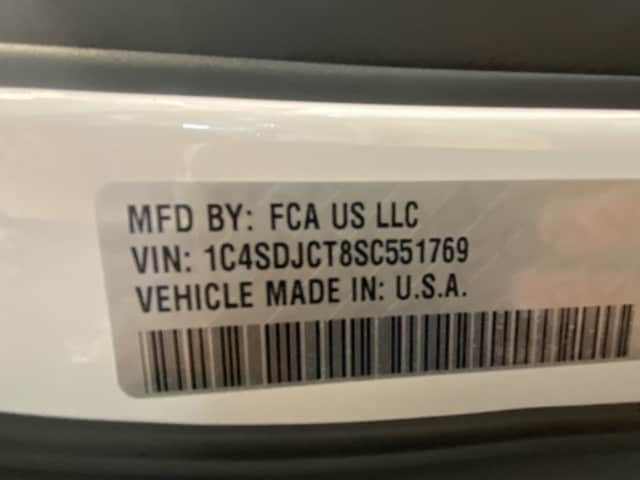 MFD BY: FCA US LLC
VIN: 1C4SDJCT8SC551769
VEHICLE MADE IN: U.S.A.